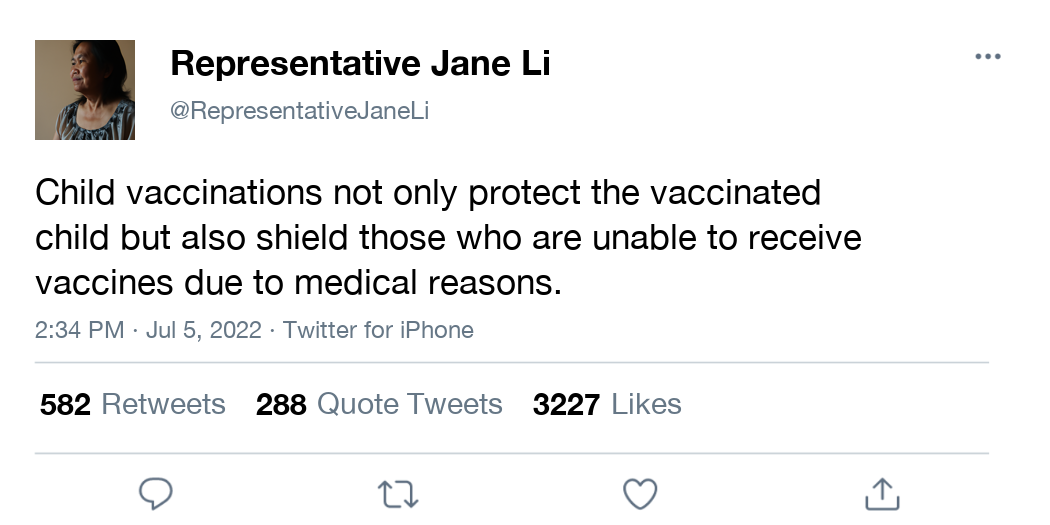 Representative Jane Li
@RepresentativeJaneLi
Child vaccinations not only protect the vaccinated
child but also shield those who are unable to receive
vaccines due to medical reasons.
2:34 PM · Jul 5, 2022 · Twitter for iPhone
582 Retweets 288 Quote Tweets 3227 Likes